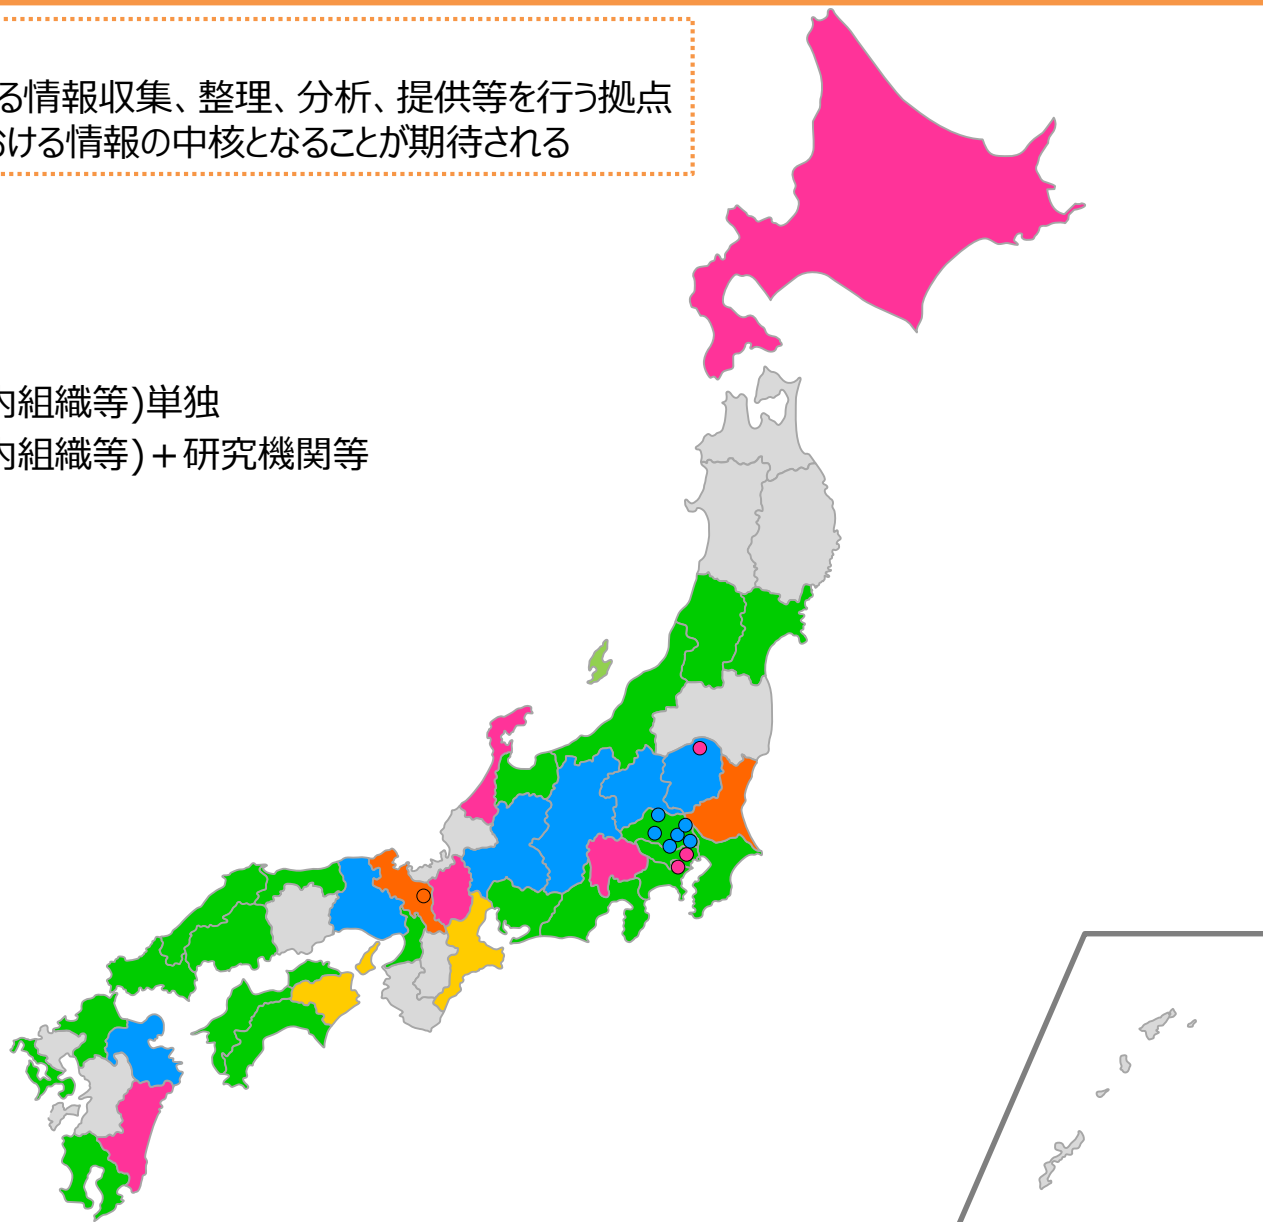 る情報収集、整理、分析、提供等を行う拠点
ける情報の中核となることが期待される
内組織等)単独
内組織等)+研究機関等